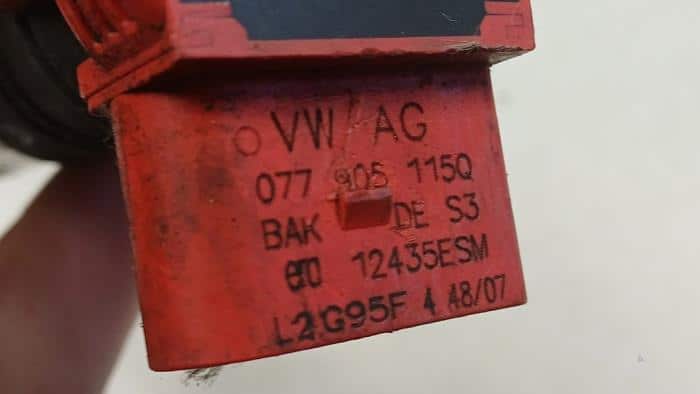 VW AG
077 905 115Q
BAK DE S3
12435ESM
L2G95F 4 48/07